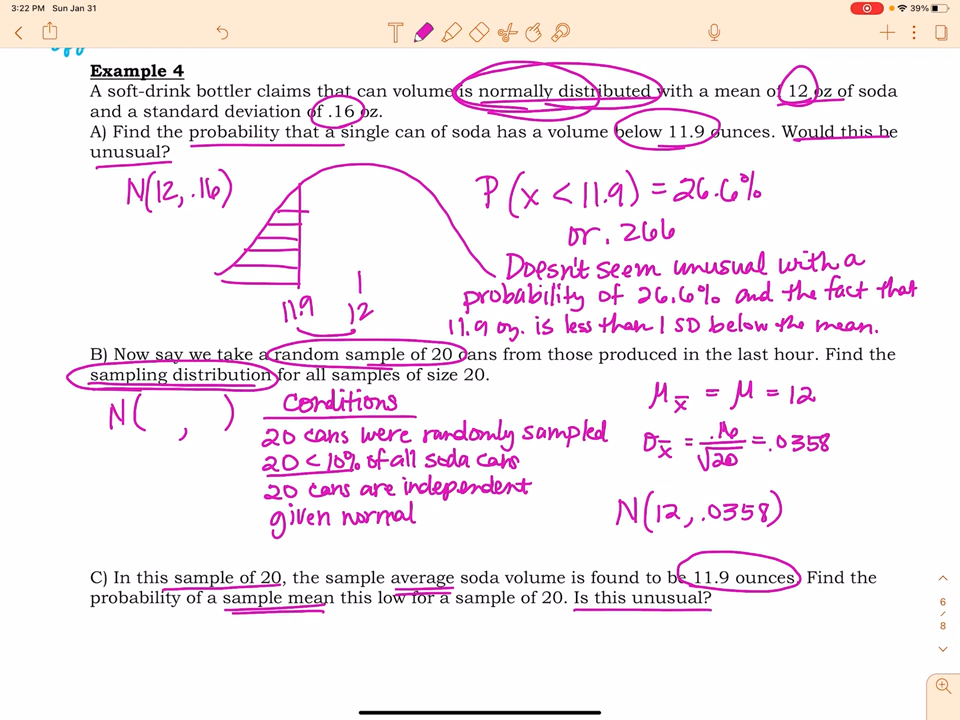 3:22 PM Sun Jan 31
39%
Example 4
A soft-drink bottler claims that can volume is normally distributed with a mean of 12 oz of soda
and a standard deviation of .16 oz.
A) Find the probability that a single can of soda has a volume below 11.9 ounces. Would this be
unusual?
N(12, .16)
P(x < 11.9) = 26.6%
or .266
Doesn't seem unusual with a
probability of 26.6% and the fact that
11.9 oz. is less than 1 SD below the mean.
11.9 12
B) Now say we take a random sample of 20 cans from those produced in the last hour. Find the
sampling distribution for all samples of size 20.
N( , )
Conditions
20 cans were randomly sampled
20 < 10% of all soda cans
20 cans are independent
given normal
μx̄ = μ = 12
σx̄ = .16/√20 = .0358
N(12, .0358)
C) In this sample of 20, the sample average soda volume is found to be 11.9 ounces. Find the
probability of a sample mean this low for a sample of 20. Is this unusual?
6
/
8